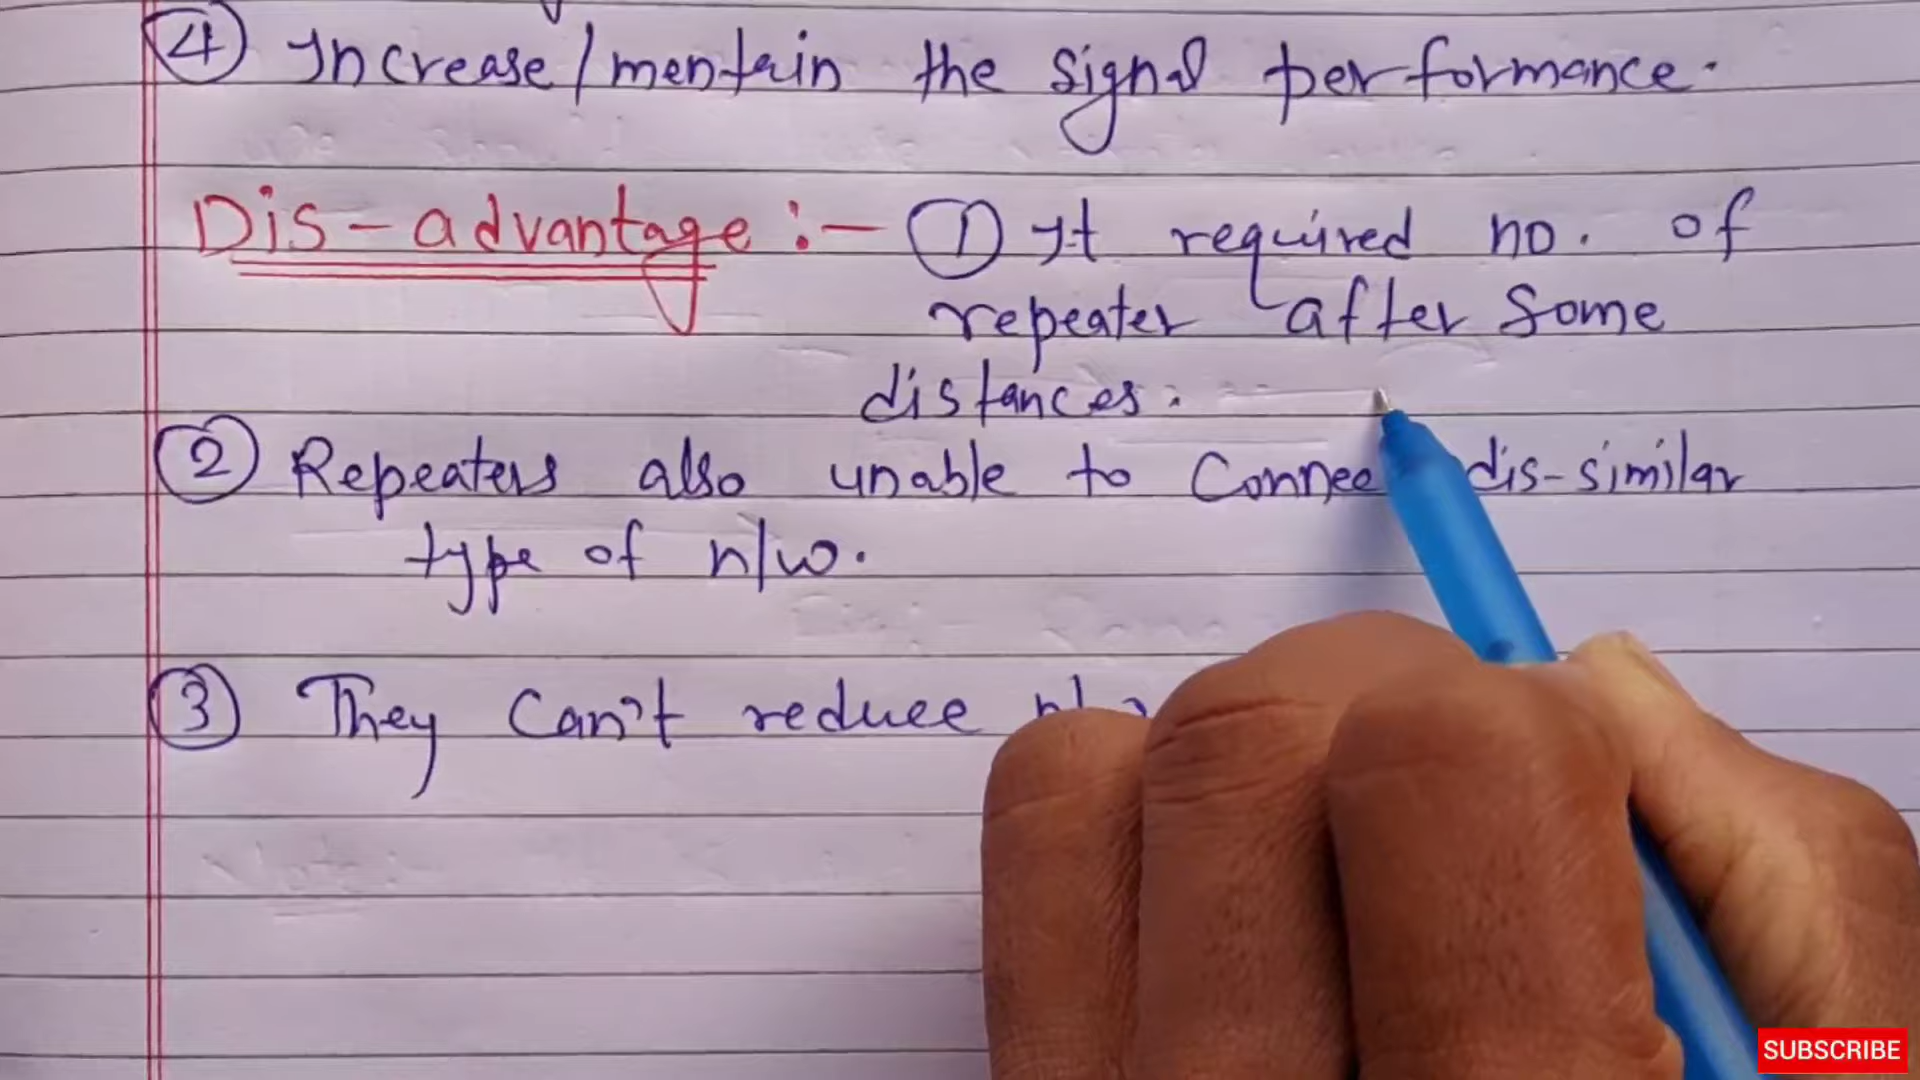 ④ Increase/mentain the signal performance.
Dis-advantage :- ① It required no. of
repeater after some
distances.
② Repeaters also unable to Connec dis-similar
type of n/w.
③ They Can't reduce
SUBSCRIBE